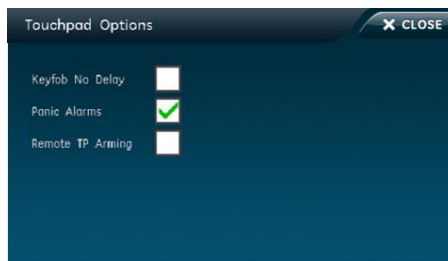 Touchpad Options
X CLOSE
Keyfob No Delay
Panic Alarms
Remote TP Arming